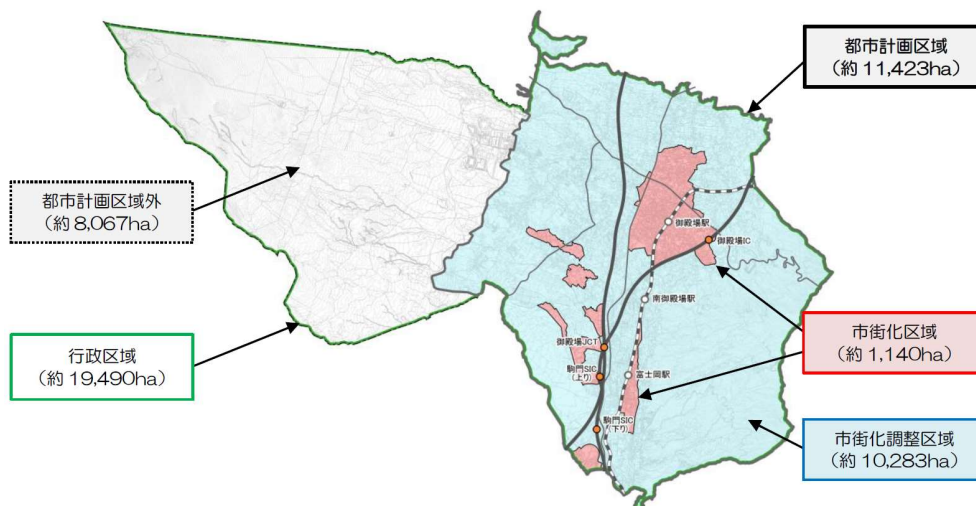 都市計画区域
（約 11,423ha）
都市計画区域外
（約 8,067ha）
御殿場駅
御殿場IC
南御殿場駅
行政区域
（約 19,490ha）
御殿場JCT
市街化区域
（約 1,140ha）
駒門SIC
（上り）
富士岡駅
駒門SIC
（下り）
市街化調整区域
（約 10,283ha）